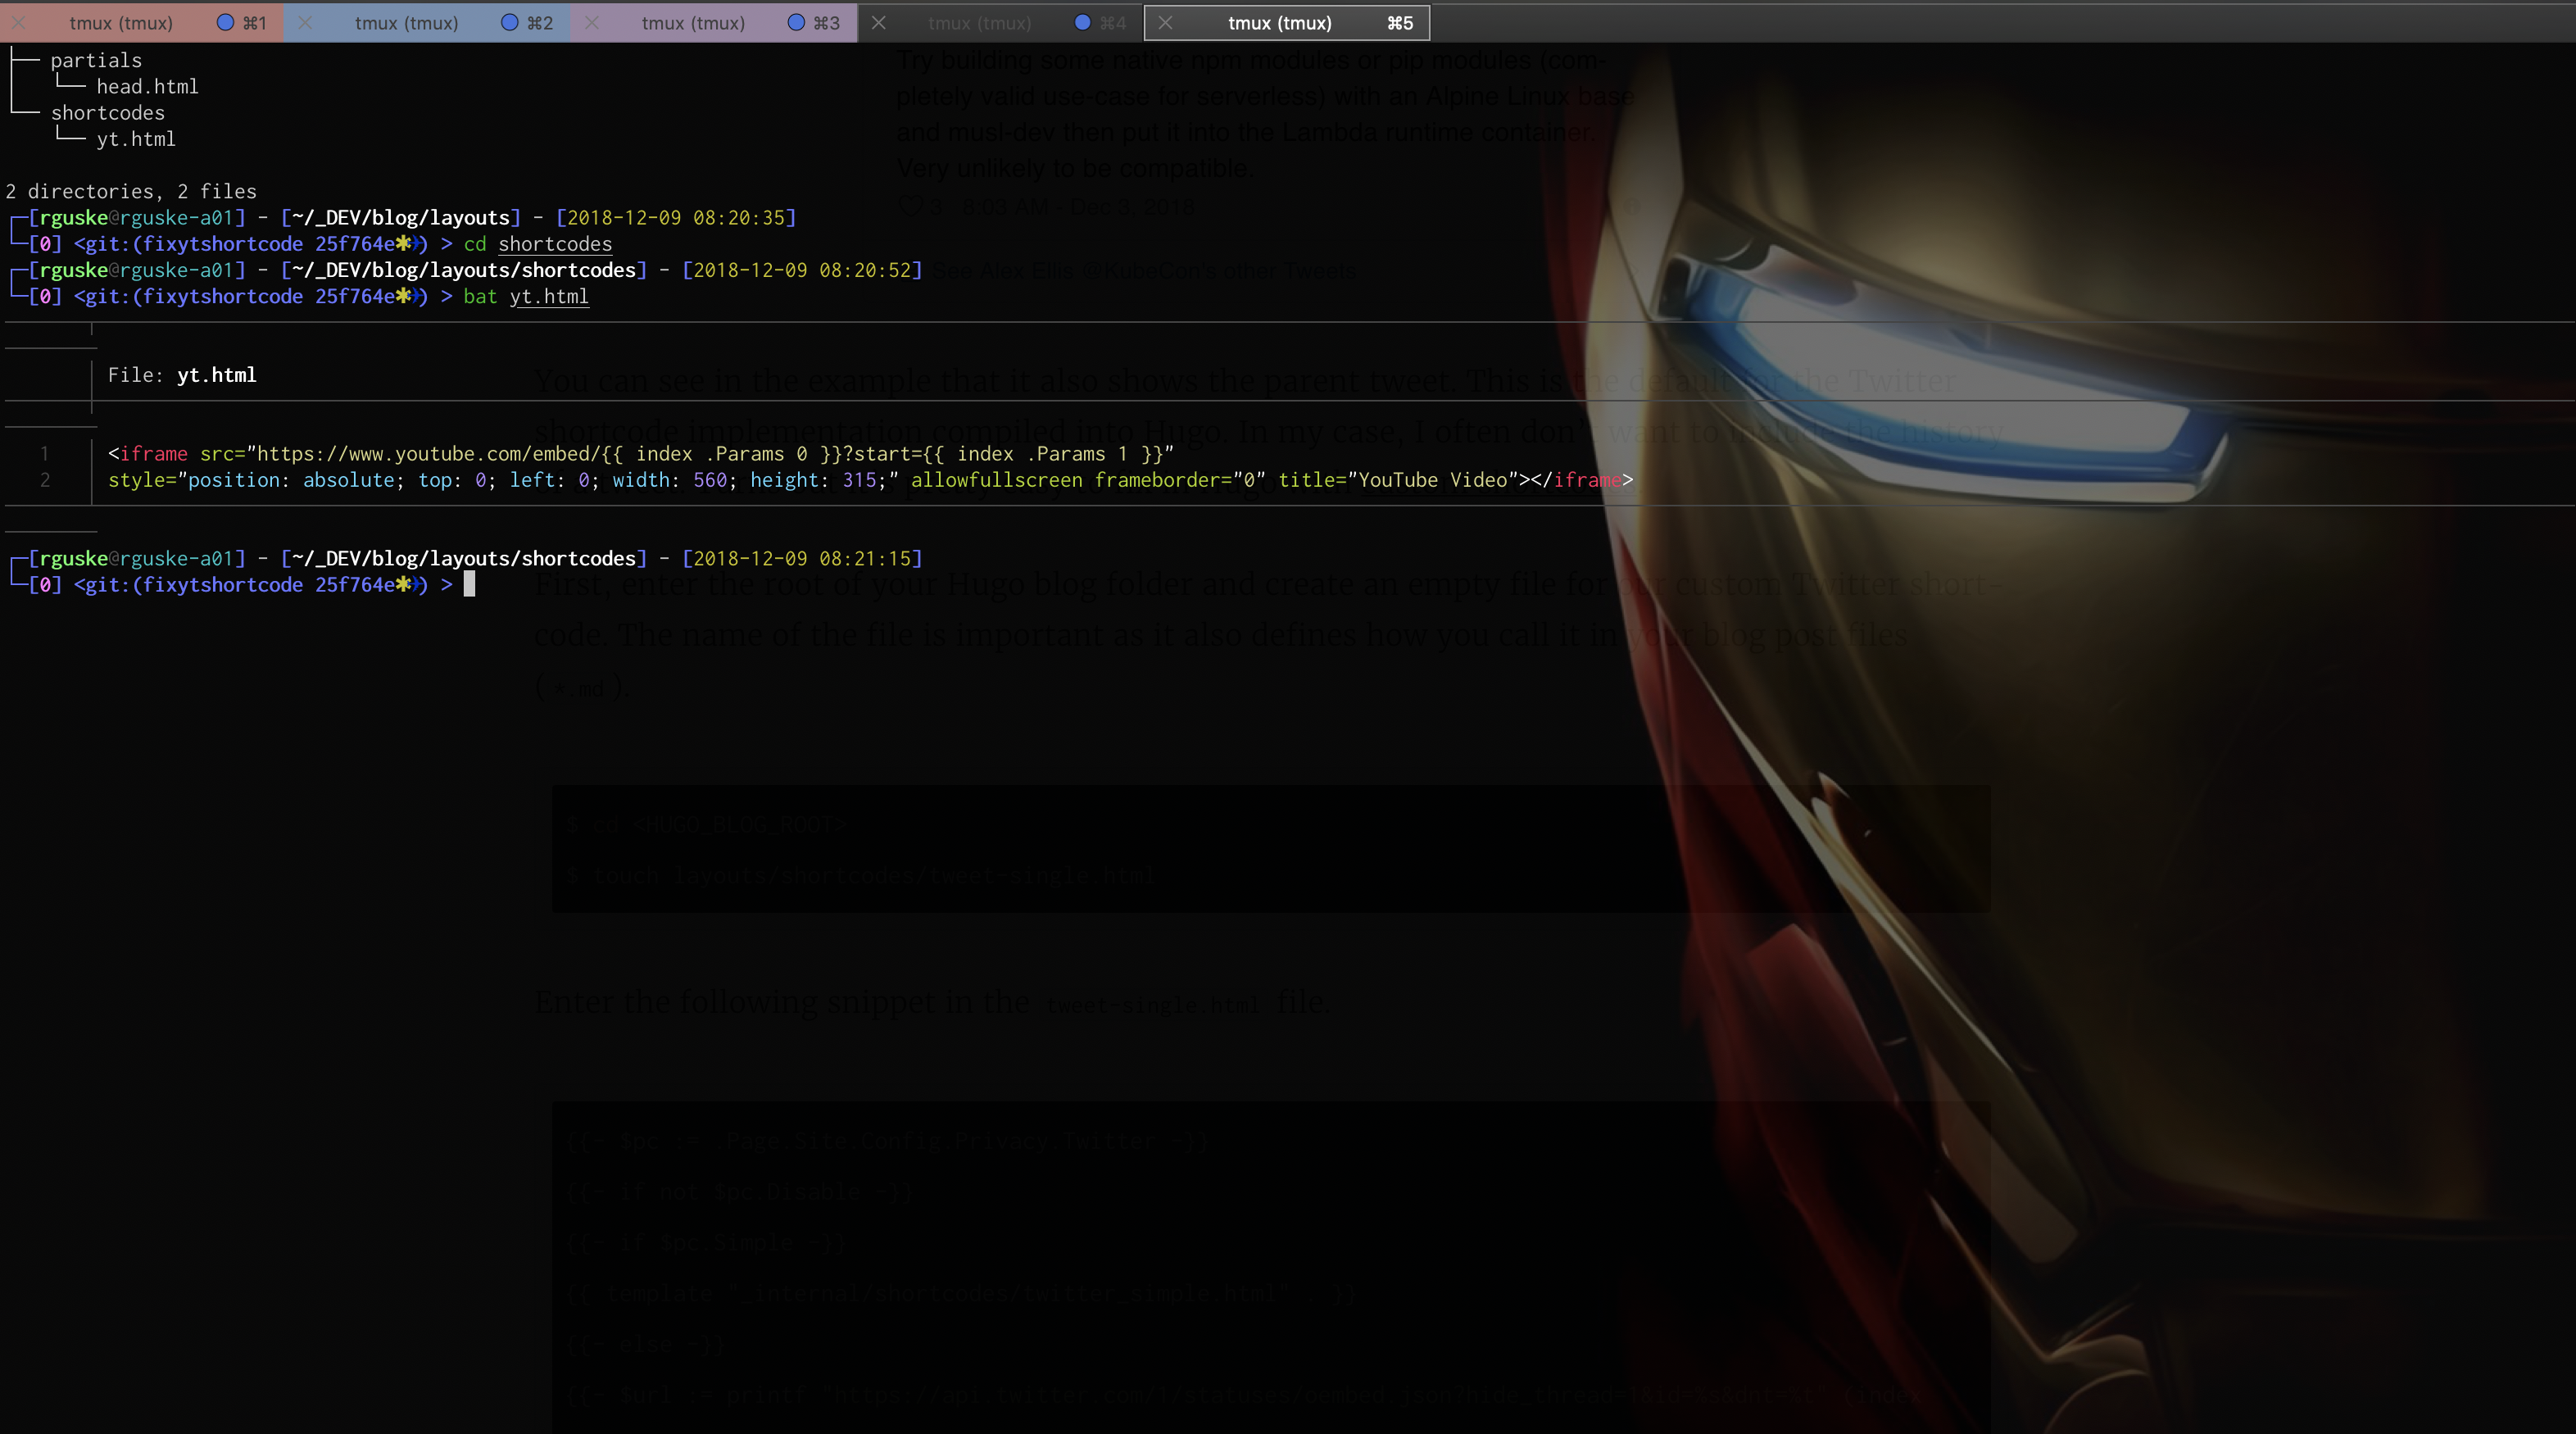 tmux (tmux) ⌘1 tmux (tmux) ⌘2 tmux (tmux) ⌘3 tmux (tmux) ⌘4 tmux (tmux) ⌘5
├── partials
│   └── head.html
└── shortcodes
    └── yt.html
2 directories, 2 files
┌─[rguske@rguske-a01] - [~/_DEV/blog/layouts] - [2018-12-09 08:20:35]
└─[0] <git:(fixytshortcode 25f764e✱✈) > cd shortcodes
┌─[rguske@rguske-a01] - [~/_DEV/blog/layouts/shortcodes] - [2018-12-09 08:20:52]
└─[0] <git:(fixytshortcode 25f764e✱✈) > bat yt.html
File: yt.html
1 <iframe src="https://www.youtube.com/embed/{{ index .Params 0 }}?start={{ index .Params 1 }}"
2 style="position: absolute; top: 0; left: 0; width: 560; height: 315;" allowfullscreen frameborder="0" title="YouTube Video"></iframe>
┌─[rguske@rguske-a01] - [~/_DEV/blog/layouts/shortcodes] - [2018-12-09 08:21:15]
└─[0] <git:(fixytshortcode 25f764e✱✈) >
Try building some native npm modules or pip modules (com-
pletely valid use-case for serverless) with an Alpine Linux base
and musl-dev then put it into the Lambda runtime container.
Very unlikely to be compatible.
3 8:03 AM - Dec 3, 2018
See Alex Ellis @KubeCon's other Tweets
You can see in the example that it also shows the parent tweet. This is the default for the Twitter
shortcode implementation compiled into Hugo. In my case, I often don't want to include the history
First, enter the root of your Hugo blog folder and create an empty file for our custom Twitter short-
code. The name of the file is important as it also defines how you call it in your blog post files
( *.md ).
$ cd <HUGO_BLOG_ROOT>
$ touch layouts/shortcodes/tweet-single.html
Enter the following snippet in the tweet-single.html file.
{{- $pc := .Page.Site.Config.Privacy.Twitter -}}
{{- if not $pc.Disable -}}
{{- if $pc.Simple -}}
{{ template "_internal/shortcodes/twitter_simple.html" . }}
{{- else -}}
{{- $url := printf "https://api.twitter.com/1/statuses/oembed.json?hide_thread=1&id=%s&dnt=%t" (index